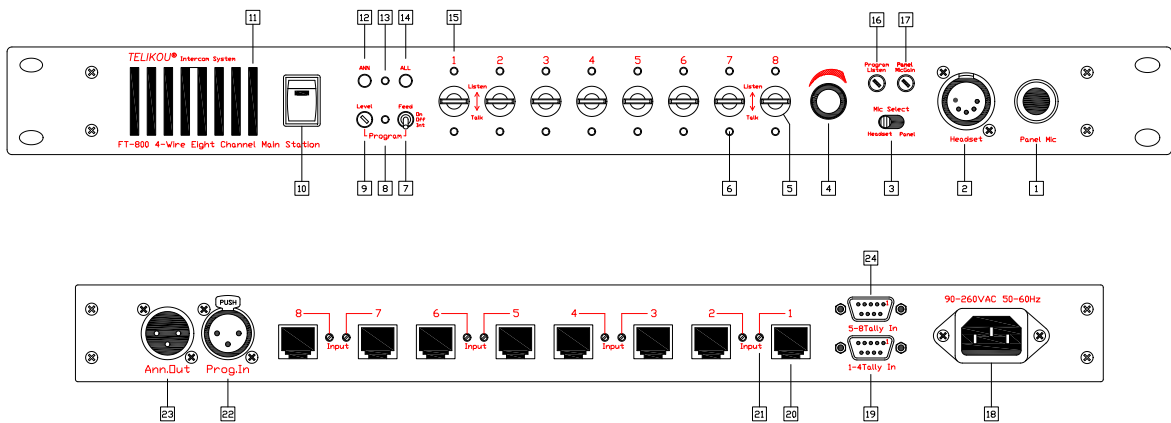 11 12 13 14 15 16 17
TELIKOU® Intercom System
ANN ALL
1 2 3 4 5 6 7 8
Program Listen
Panel MicGain
Listen Talk
Listen Talk
Level Feed
On
Off
Int
Program
Mic Select
Headset Panel
Headset
Panel Mic
FT-800 4-Wire Eight Channel Main Station
10 9 8 7 6 5 4 3 2 1
24
PUSH
8 7 6 5 4 3 2 1
Input Input Input Input
1
5-8Tally In
1
1-4Tally In
90-260VAC 50-60Hz
Ann.Out Prog.In
23 22 21 20 19 18